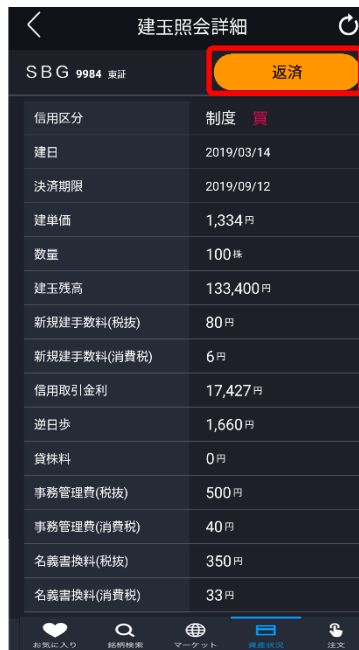 建玉照会詳細
SBG 9984 東証 返済
信用区分 制度 買
建日 2019/03/14
決済期限 2019/09/12
建単価 1,334円
数量 100株
建玉残高 133,400円
新規建手数料(税抜) 80円
新規建手数料(消費税) 6円
信用取引金利 17,427円
逆日歩 1,660円
貸株料 0円
事務管理費(税抜) 500円
事務管理費(消費税) 40円
名義書換料(税抜) 350円
名義書換料(消費税) 33円
お気に入り 銘柄検索 マーケット 資産状況 注文